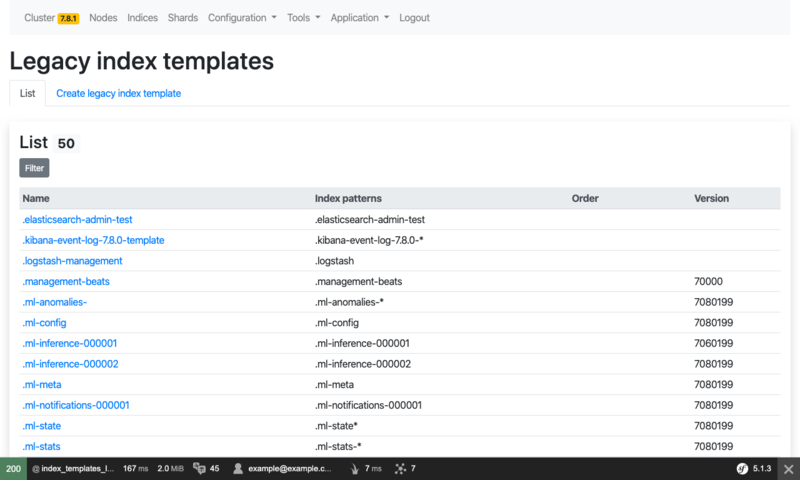 Cluster 7.8.1 Nodes Indices Shards Configuration Tools Application Logout
Legacy index templates
List Create legacy index template
List 50
Filter
Name Index patterns Order Version
.elasticsearch-admin-test .elasticsearch-admin-test
.kibana-event-log-7.8.0-template .kibana-event-log-7.8.0-*
.logstash-management .logstash
.management-beats .management-beats 70000
.ml-anomalies- .ml-anomalies-* 7080199
.ml-config .ml-config 7080199
.ml-inference-000001 .ml-inference-000001 7060199
.ml-inference-000002 .ml-inference-000002 7080199
.ml-meta .ml-meta 7080199
.ml-notifications-000001 .ml-notifications-000001 7080199
.ml-state .ml-state* 7080199
.ml-stats .ml-stats-* 7080199
200 @ index_templates_l... 167 ms 2.0 MiB 45 example@example.c... 7 ms 7 5.1.3